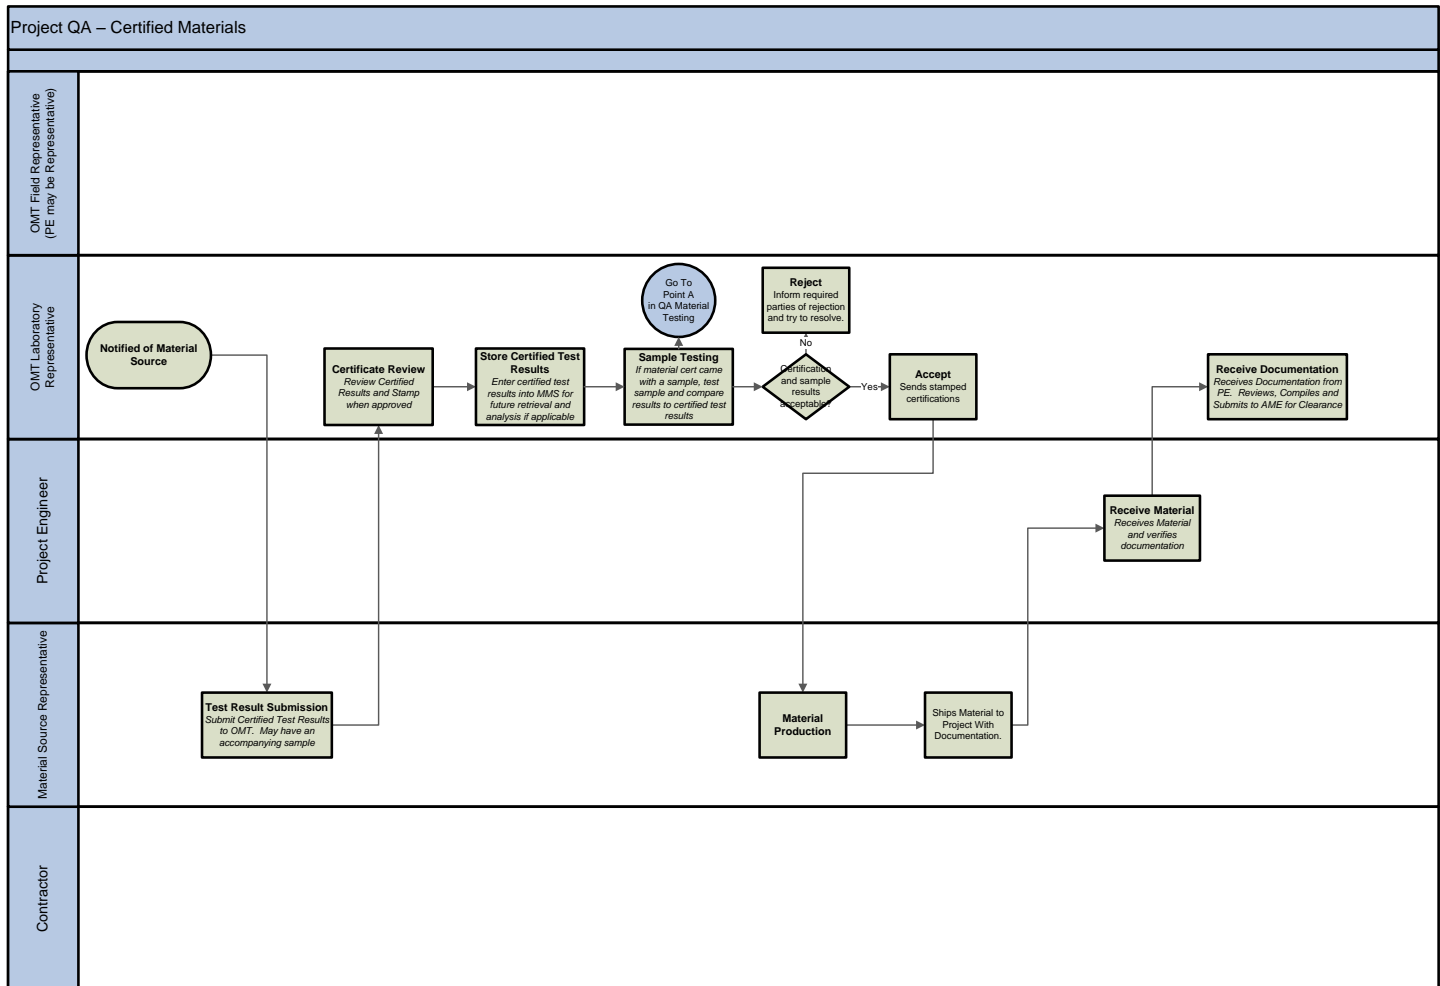 Project QA – Certified Materials
OMT Field Representative
(PE may be Representative)
OMT Laboratory
Representative
Notified of Material
Source
Certificate Review
Review Certified
Results and Stamp
when approved
Store Certified Test
Results
Enter certified test
results into MMS for
future retrieval and
analysis if applicable
Go To
Point A
in QA Material
Testing
Sample Testing
If material cert came
with a sample, test
sample and compare
results to certified test
results
Reject
Inform required
parties of rejection
and try to resolve.
No
Certification
and sample
results
acceptable?
Yes
Accept
Sends stamped
certifications
Receive Documentation
Receives Documentation from
PE. Reviews, Compiles and
Submits to AME for Clearance
Project Engineer
Receive Material
Receives Material
and verifies
documentation
Material Source Representative
Test Result Submission
Submit Certified Test Results
to OMT. May have an
accompanying sample
Material
Production
Ships Material to
Project With
Documentation.
Contractor